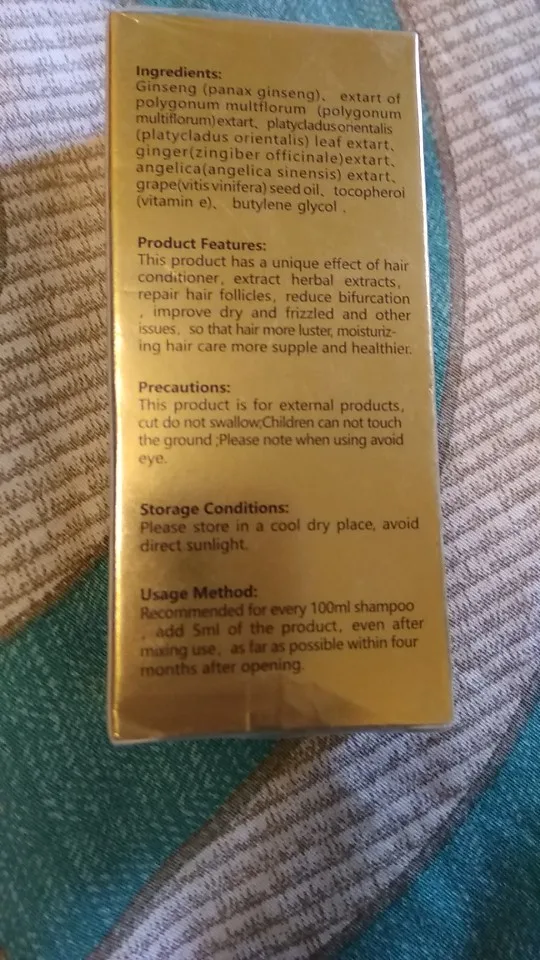 Ingredients:
Ginseng (panax ginseng)、 extart of
polygonum multflorum (polygonum
multiflorum)extart、platycladusorientalis
(platycladus orientalis) leaf extart、
ginger(zingiber officinale)extart、
angelica(angelica sinensis) extart、
grape(vitis vinifera) seed oil、tocopherol
(vitamin e)、 butylene glycol .
Product Features:
This product has a unique effect of hair
conditioner, extract herbal extracts,
repair hair follicles, reduce bifurcation
, improve dry and frizzled and other
issues, so that hair more luster, moisturiz-
ing hair care more supple and healthier.
Precautions:
This product is for external products,
cut do not swallow;Children can not touch
the ground ;Please note when using avoid
eye.
Storage Conditions:
Please store in a cool dry place, avoid
direct sunlight.
Usage Method:
Recommended for every 100ml shampoo
, add 5ml of the product, even after
mixing use, as far as possible within four
months after opening.